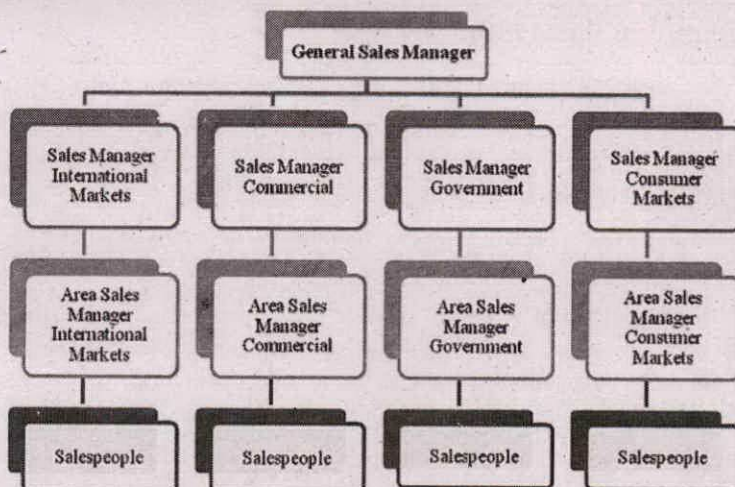 General Sales Manager
Sales Manager
International
Markets
Sales Manager
Commercial
Sales Manager
Government
Sales Manager
Consumer
Markets
Area Sales
Manager
International
Markets
Area Sales
Manager
Commercial
Area Sales
Manager
Government
Area Sales
Manager
Consumer
Markets
Salespeople
Salespeople
Salespeople
Salespeople